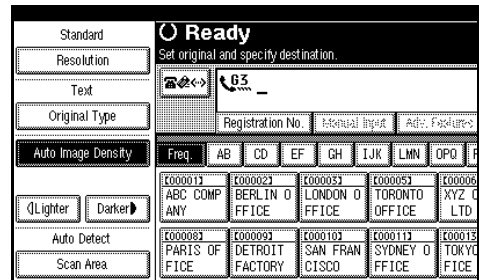 Standard
Resolution
Text
Original Type
Auto Image Density
Lighter Darker
Auto Detect
Scan Area
Ready
Set original and specify destination.
G3 _
Registration No. Manual Input Adv. Features
Freq. AB CD EF GH IJK LMN OPQ
[00001] [00002] [00003] [00005] [00006]
ABC COMP BERLIN O LONDON O TORONTO XYZ
ANY FFICE FFICE OFFICE LTD
[00008] [00009] [00010] [00011] [00013
PARIS OF DETROIT SAN FRAN SYDNEY O TOKYO
FICE FACTORY CISCO FFICE FICE